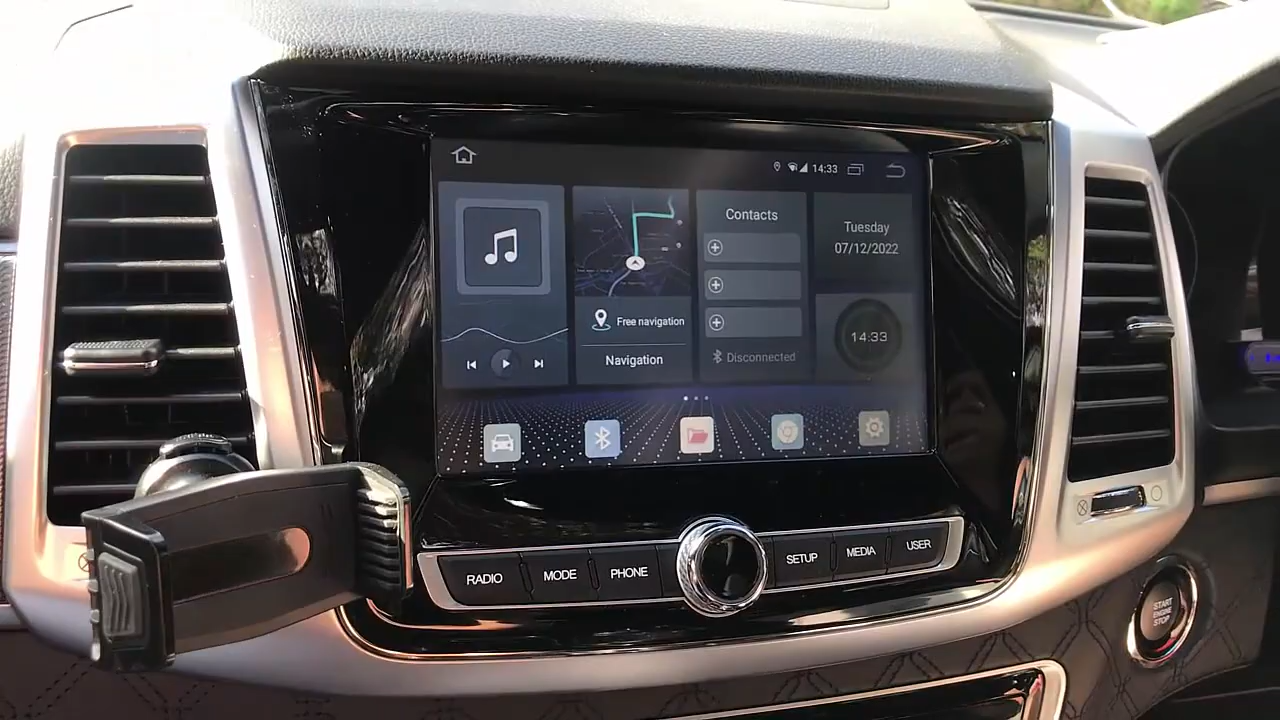 14:33
Contacts
Tuesday
07/12/2022
Free navigation
14:33
Navigation
Disconnected
RADIO
MODE
PHONE
SETUP
MEDIA
USER
START
ENGINE
STOP